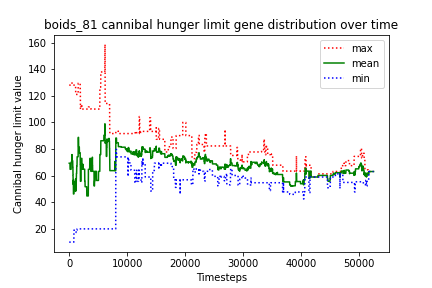 boids_81 cannibal hunger limit gene distribution over time
160
140
120
100
80
60
40
20
Cannibal hunger limit value
max
mean
min
0
10000
20000
30000
40000
50000
Timesteps